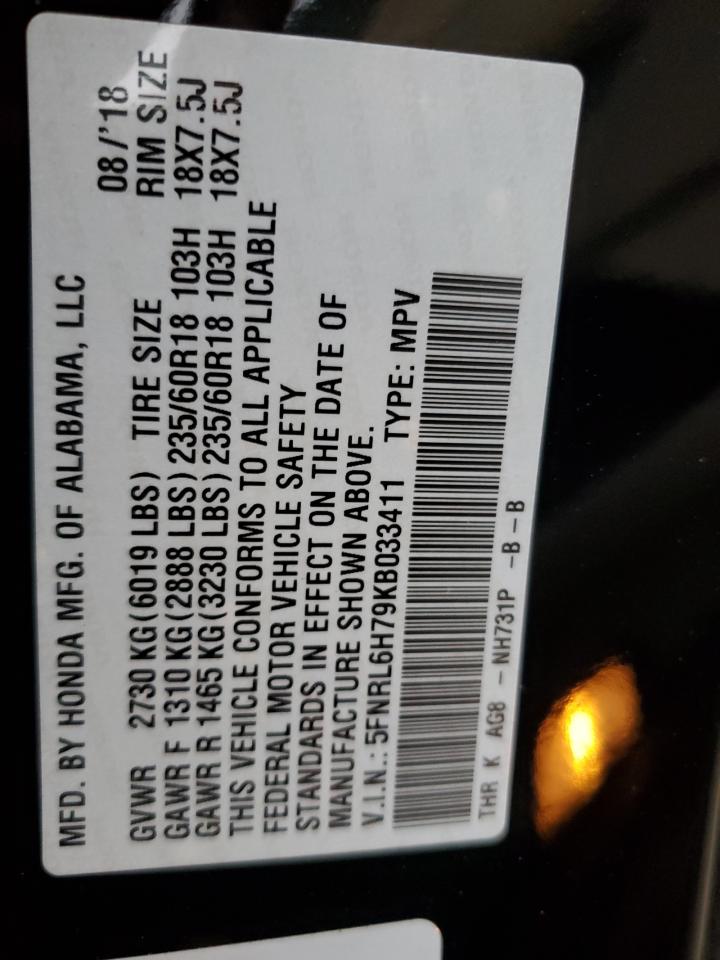 MFD. BY HONDA MFG. OF ALABAMA, LLC 08/'18
GVWR 2730 KG(6019 LBS) TIRE SIZE RIM SIZE
GAWR F 1310 KG(2888 LBS) 235/60R18 103H 18X7.5J
GAWR R 1465 KG(3230 LBS) 235/60R18 103H 18X7.5J
THIS VEHICLE CONFORMS TO ALL APPLICABLE
FEDERAL MOTOR VEHICLE SAFETY
STANDARDS IN EFFECT ON THE DATE OF
MANUFACTURE SHOWN ABOVE.
V.I.N.: 5FNRL6H79KB033411 TYPE: MPV
THR K AG8 – NH731P –B –B